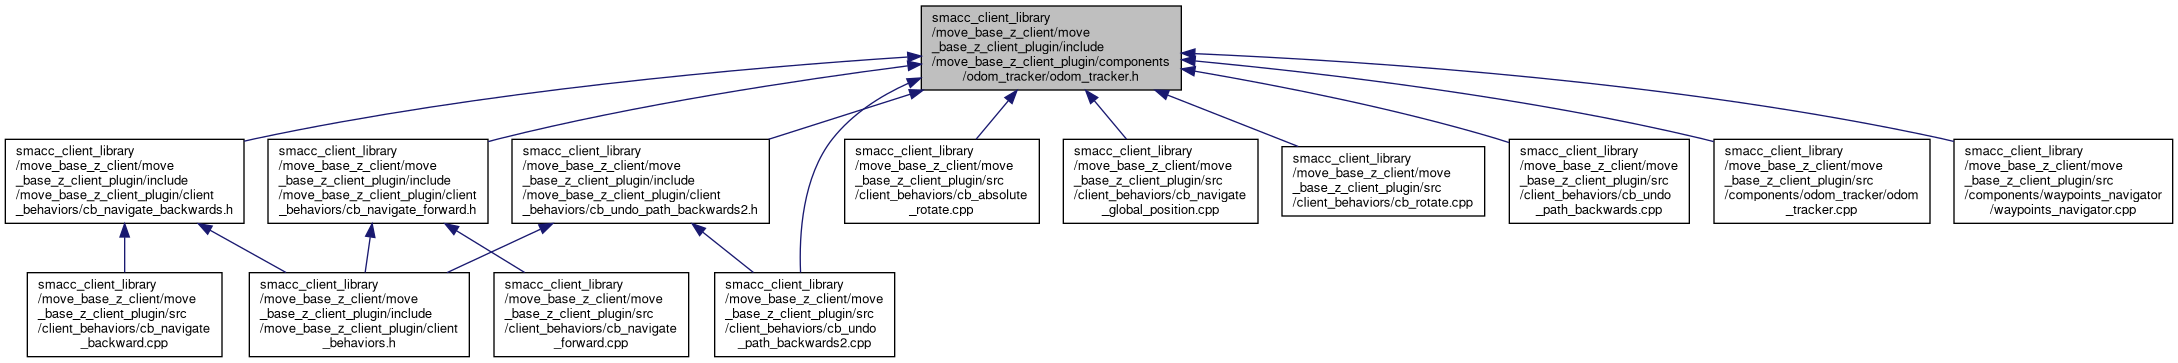 smacc_client_library
/move_base_z_client/move
_base_z_client_plugin/include
/move_base_z_client_plugin/components
/odom_tracker/odom_tracker.h
smacc_client_library
/move_base_z_client/move
_base_z_client_plugin/include
/move_base_z_client_plugin/client
_behaviors/cb_navigate_backwards.h
smacc_client_library
/move_base_z_client/move
_base_z_client_plugin/include
/move_base_z_client_plugin/client
_behaviors/cb_navigate_forward.h
smacc_client_library
/move_base_z_client/move
_base_z_client_plugin/include
/move_base_z_client_plugin/client
_behaviors/cb_undo_path_backwards2.h
smacc_client_library
/move_base_z_client/move
_base_z_client_plugin/src
/client_behaviors/cb_absolute
_rotate.cpp
smacc_client_library
/move_base_z_client/move
_base_z_client_plugin/src
/client_behaviors/cb_navigate
_global_position.cpp
smacc_client_library
/move_base_z_client/move
_base_z_client_plugin/src
/client_behaviors/cb_rotate.cpp
smacc_client_library
/move_base_z_client/move
_base_z_client_plugin/src
/client_behaviors/cb_undo
_path_backwards.cpp
smacc_client_library
/move_base_z_client/move
_base_z_client_plugin/src
/components/odom_tracker/odom
_tracker.cpp
smacc_client_library
/move_base_z_client/move
_base_z_client_plugin/src
/components/waypoints_navigator
/waypoints_navigator.cpp
smacc_client_library
/move_base_z_client/move
_base_z_client_plugin/src
/client_behaviors/cb_navigate
_backward.cpp
smacc_client_library
/move_base_z_client/move
_base_z_client_plugin/include
/move_base_z_client_plugin/client
_behaviors.h
smacc_client_library
/move_base_z_client/move
_base_z_client_plugin/src
/client_behaviors/cb_navigate
_forward.cpp
smacc_client_library
/move_base_z_client/move
_base_z_client_plugin/src
/client_behaviors/cb_undo
_path_backwards2.cpp